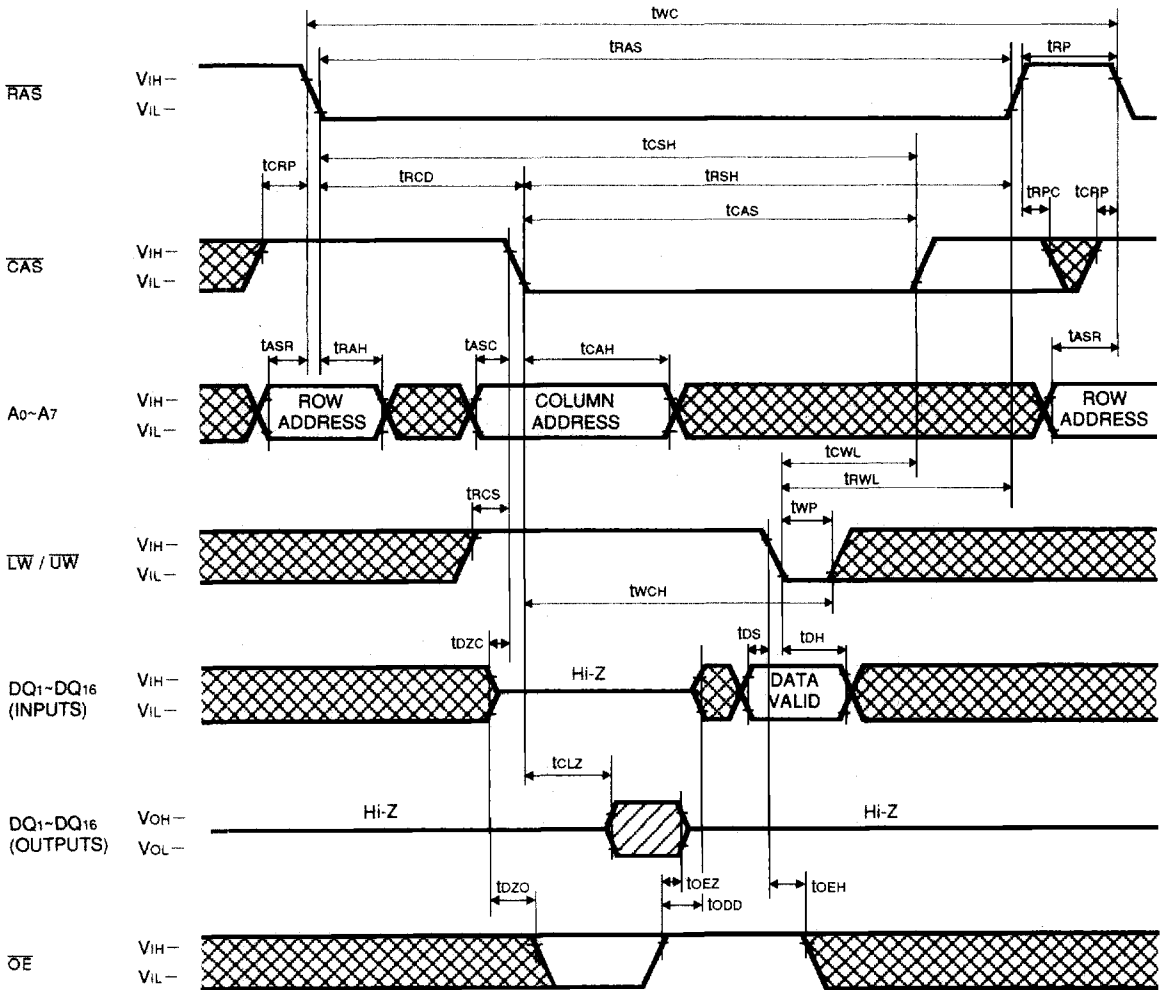 tWC
tRAS
tRP
RAS
VIH–
VIL–
tCSH
tCRP
tRCD
tRSH
tRPC
tCRP
tCAS
CAS
VIH–
VIL–
tASR
tRAH
tASC
tCAH
tASR
A0~A7
VIH–
VIL–
ROW ADDRESS
COLUMN ADDRESS
ROW ADDRESS
tCWL
tRWL
tRCS
tWP
LW / UW
VIH–
VIL–
tWCH
tDZC
tDS
tDH
DQ1~DQ16
(INPUTS)
VIH–
VIL–
Hi-Z
DATA VALID
tCLZ
DQ1~DQ16
(OUTPUTS)
VOH–
VOL–
Hi-Z
Hi-Z
tDZO
tOEZ
tODD
tOEH
OE
VIH–
VIL–